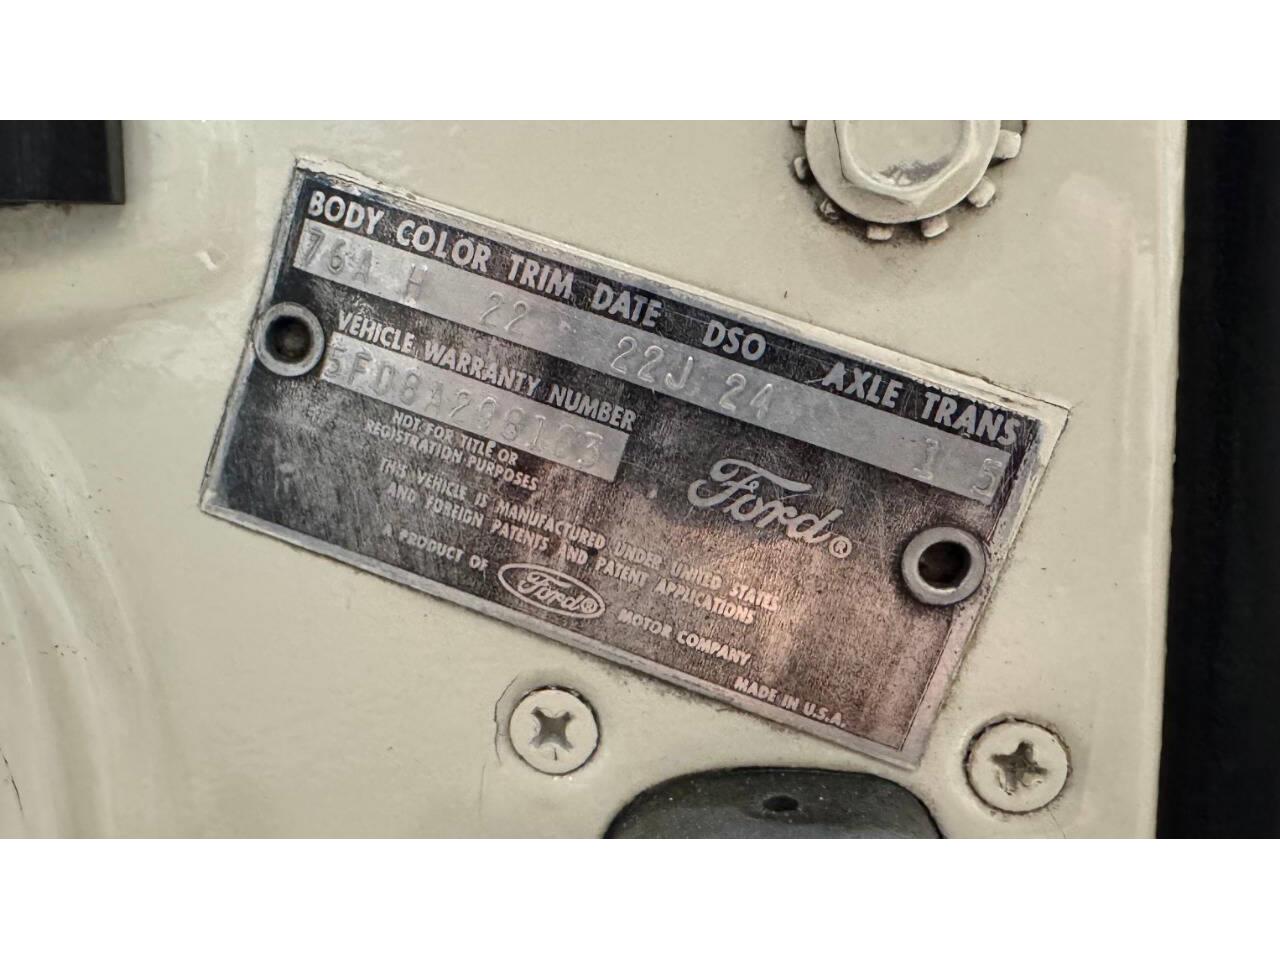 BODY COLOR TRIM DATE DSO AXLE TRANS
76A H 22 22J 24 1 5
VEHICLE WARRANTY NUMBER
5F08A298103
NOT FOR TITLE OR
REGISTRATION PURPOSES
Ford®
THIS VEHICLE IS MANUFACTURED UNDER UNITED STATES
AND FOREIGN PATENTS AND PATENT APPLICATIONS
A PRODUCT OF Ford® MOTOR COMPANY
MADE IN U.S.A.